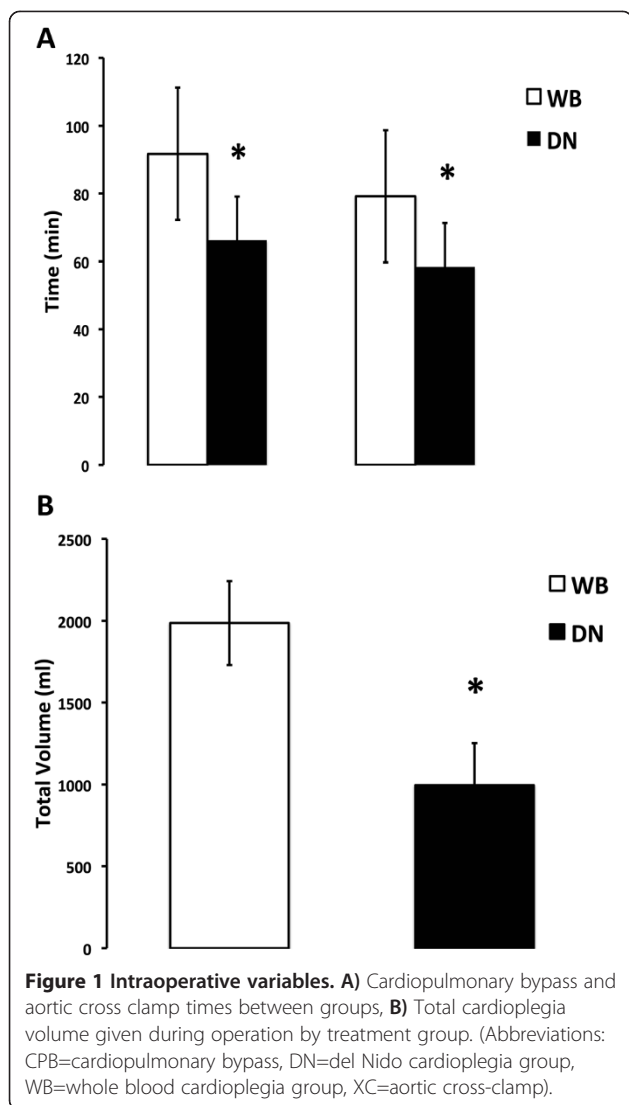 A
120
100
80
60
40
20
0
Time (min)
WB
DN
*
*
B
2500
2000
1500
1000
500
0
Total Volume (ml)
WB
DN
*
Figure 1 Intraoperative variables. A) Cardiopulmonary bypass and
aortic cross clamp times between groups, B) Total cardioplegia
volume given during operation by treatment group. (Abbreviations:
CPB=cardiopulmonary bypass, DN=del Nido cardioplegia group,
WB=whole blood cardioplegia group, XC=aortic cross-clamp).